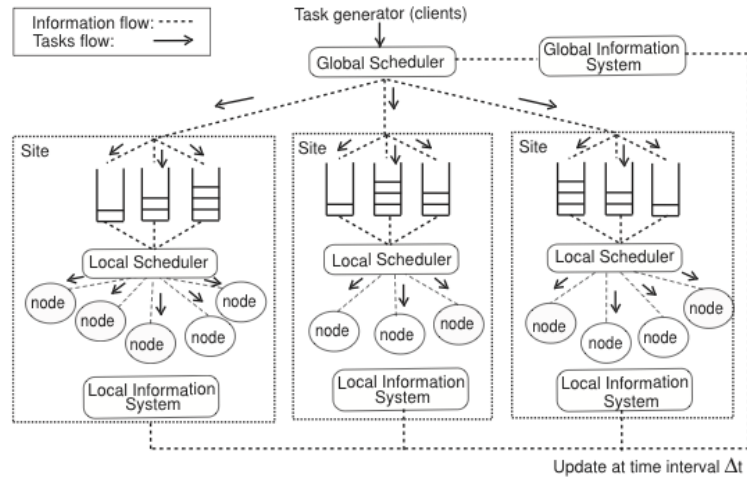 Information flow:
Tasks flow:
Task generator (clients)
Global Scheduler
Global Information
System
Site
Site
Site
Local Scheduler
Local Scheduler
Local Scheduler
node
node
node
node
node
node
node
node
node
node
node
node
Local Information
System
Local Information
System
Local Information
System
Update at time interval Δt